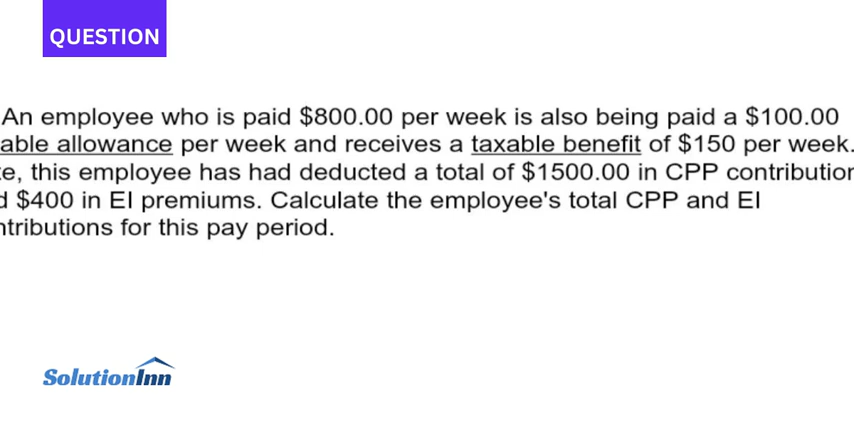 QUESTION
An employee who is paid $800.00 per week is also being paid a $100.00
able allowance per week and receives a taxable benefit of $150 per week.
e, this employee has had deducted a total of $1500.00 in CPP contribution
d $400 in EI premiums. Calculate the employee's total CPP and EI
ntributions for this pay period.
SolutionInn